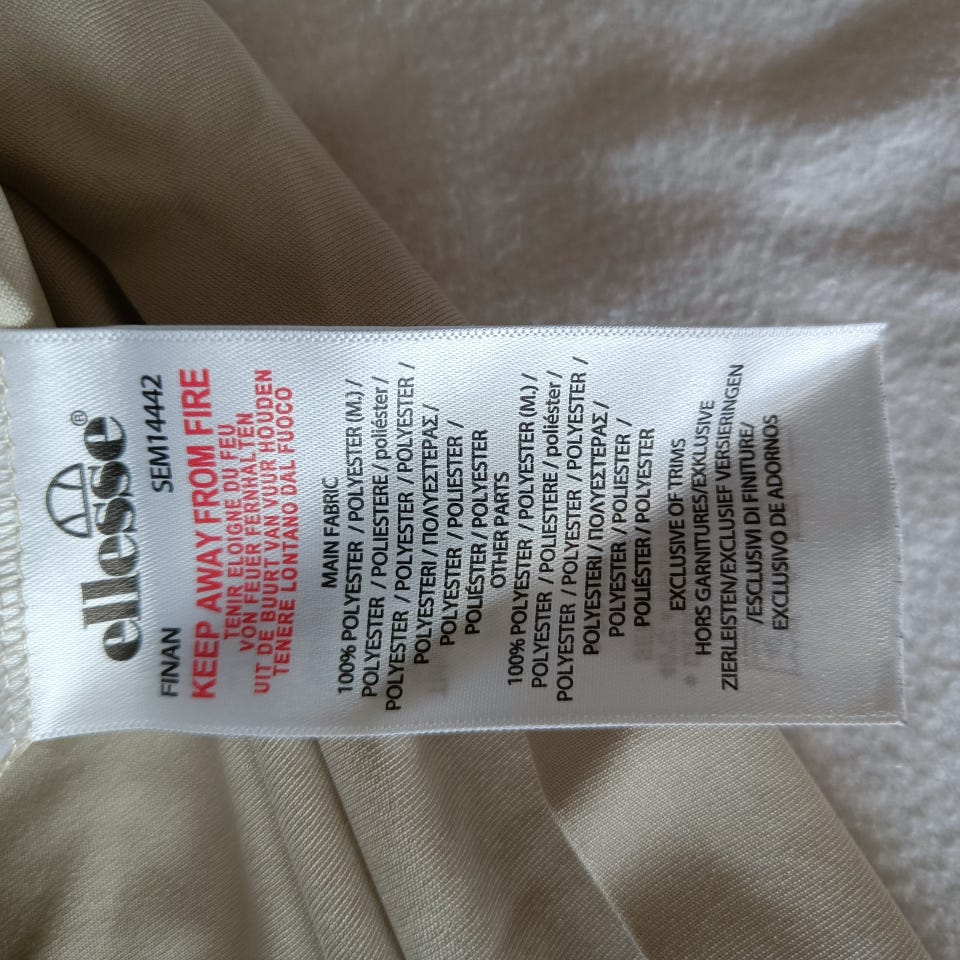 ellesse®
FINAN SEM14442
KEEP AWAY FROM FIRE
TENIR ELOIGNE DU FEU
VON FEUER FERNHALTEN
UIT DE BUURT VAN VUUR HOUDEN
TENERE LONTANO DAL FUOCO
MAIN FABRIC
100% POLYESTER / POLYESTER (M.) /
POLYESTER / POLIESTERE / poliéster /
POLYESTER / POLYESTER / POLYESTER /
POLYESTERI / ΠΟΛΥΕΣΤΕΡΑΣ /
POLYESTER / POLIESTER /
POLIÉSTER / POLYESTER
OTHER PARTS
100% POLYESTER / POLYESTER (M.) /
POLYESTER / POLIESTERE / poliéster /
POLYESTER / POLYESTER / POLYESTER /
POLYESTERI / ΠΟΛΥΕΣΤΕΡΑΣ /
POLYESTER / POLIESTER /
POLIÉSTER / POLYESTER
EXCLUSIVE OF TRIMS
HORS GARNITURES/EXKLUSIVE
ZIERLEISTEN/EXCLUSIEF VERSIERINGEN
/ESCLUSIVI DI FINITURE/
EXCLUSIVO DE ADORNOS